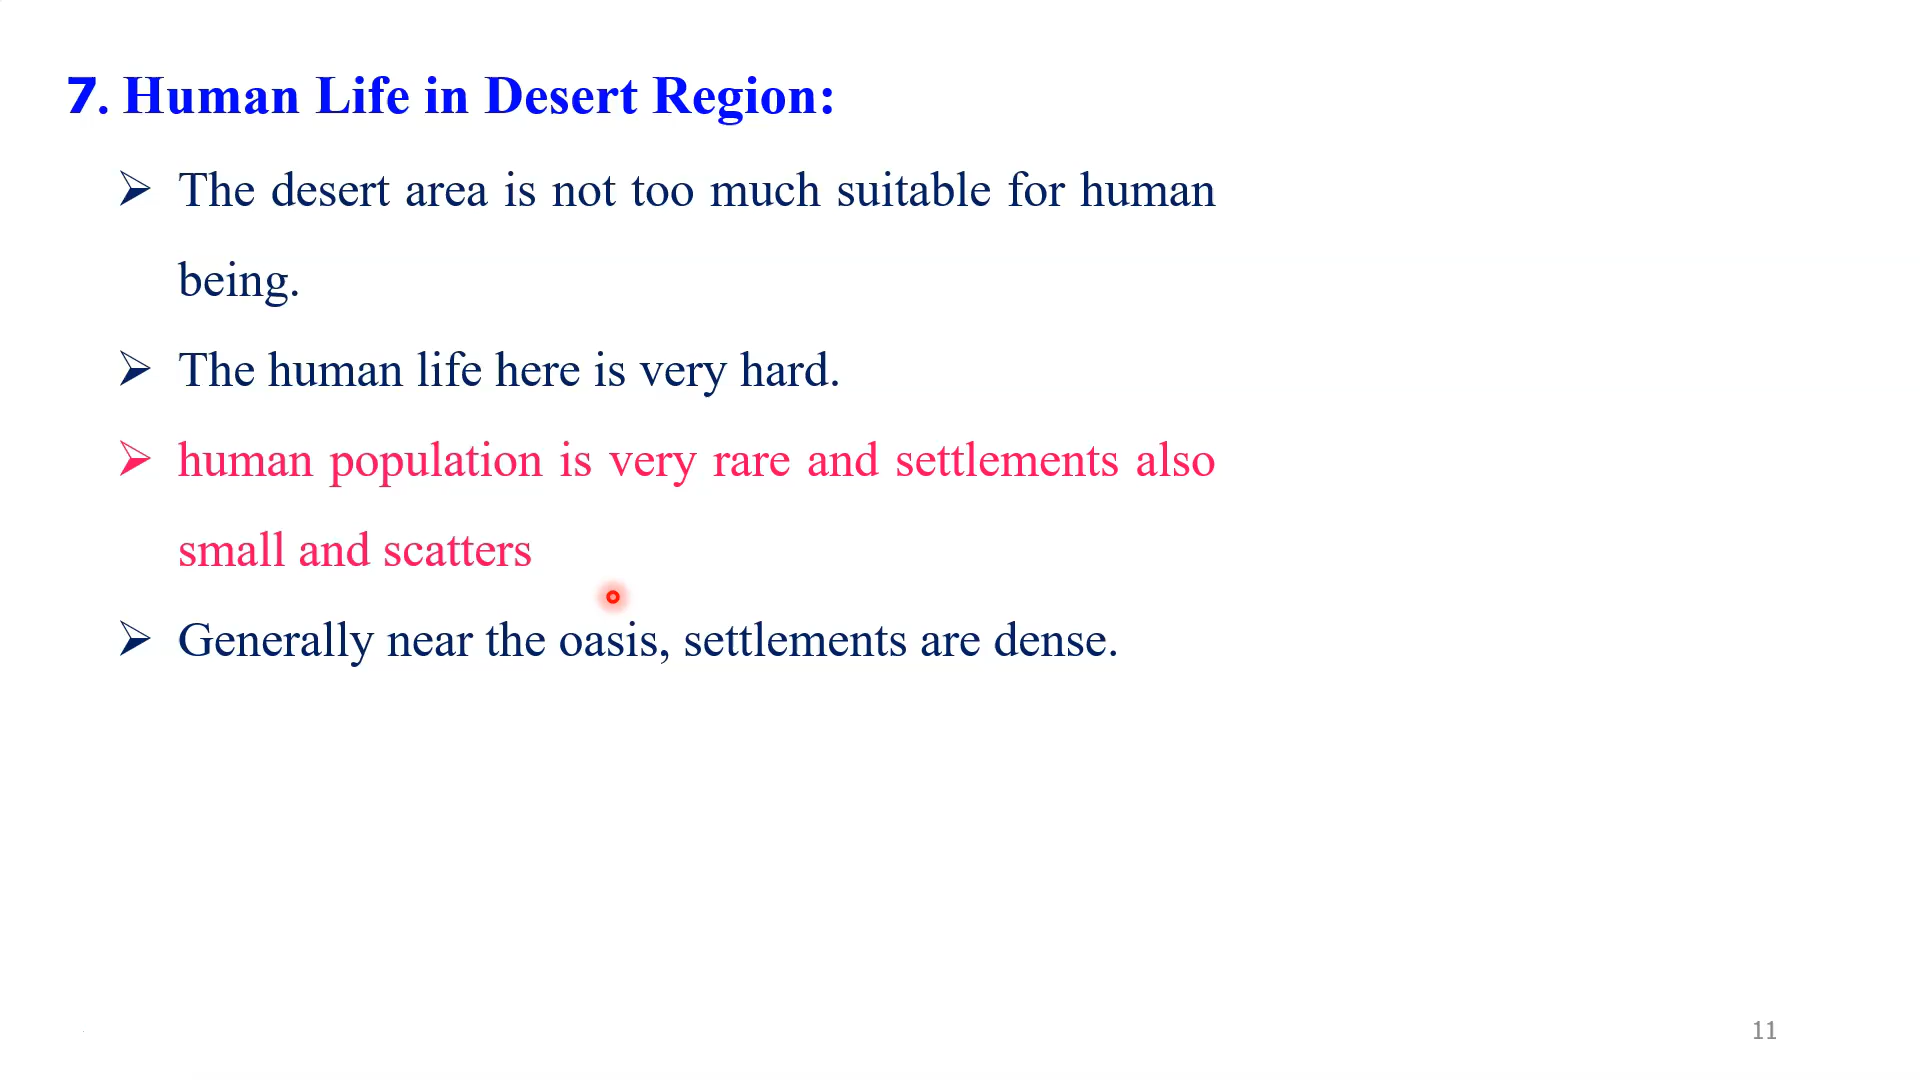 7. Human Life in Desert Region:
➢ The desert area is not too much suitable for human
being.
➢ The human life here is very hard.
➢ human population is very rare and settlements also
small and scatters
➢ Generally near the oasis, settlements are dense.
11